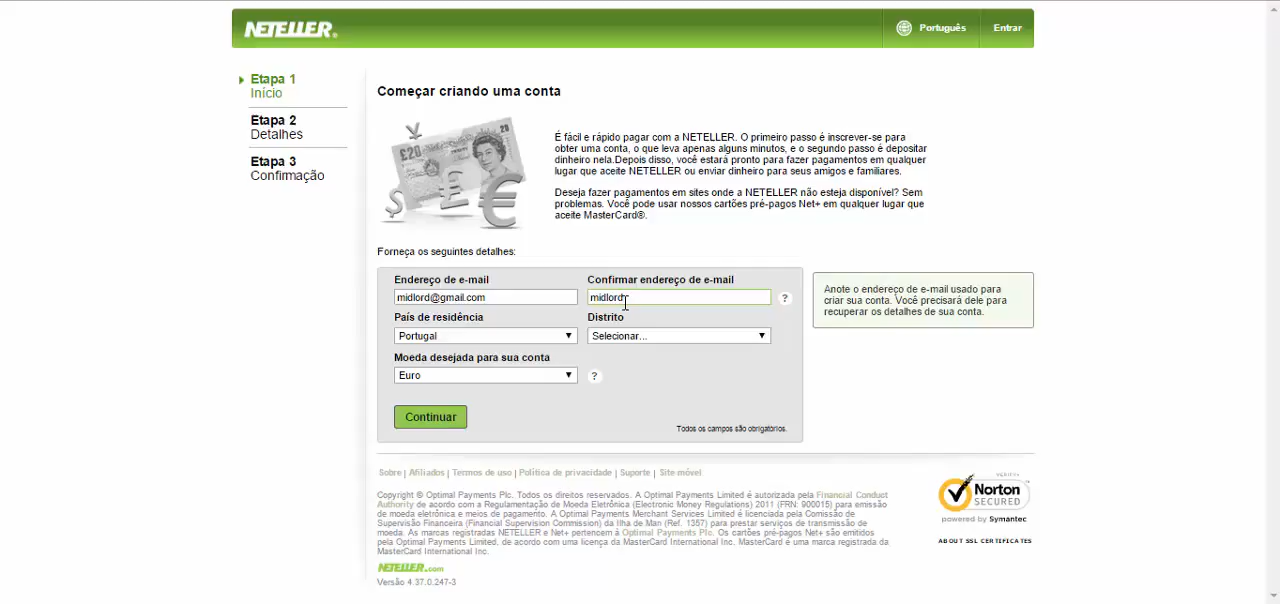 NETELLER®
Português
Entrar
Etapa 1
Início
Etapa 2
Detalhes
Etapa 3
Confirmação
Começar criando uma conta
£20
20
É fácil e rápido pagar com a NETELLER. O primeiro passo é inscrever-se para
obter uma conta, o que leva apenas alguns minutos, e o segundo passo é depositar
dinheiro nela.Depois disso, você estará pronto para fazer pagamentos em qualquer
lugar que aceite NETELLER ou enviar dinheiro para seus amigos e familiares.
Deseja fazer pagamentos em sites onde a NETELLER não esteja disponível? Sem
problemas. Você pode usar nossos cartões pré-pagos Net+ em qualquer lugar que
aceite MasterCard®.
Forneça os seguintes detalhes:
Endereço de e-mail
Confirmar endereço de e-mail
midlord@gmail.com
midlord
?
País de residência
Distrito
Portugal
Selecionar...
Moeda desejada para sua conta
Euro
?
Continuar
Todos os campos são obrigatórios.
Anote o endereço de e-mail usado para
criar sua conta. Você precisará dele para
recuperar os detalhes de sua conta.
Sobre | Afiliados | Termos de uso | Política de privacidade | Suporte | Site móvel
Copyright © Optimal Payments Plc. Todos os direitos reservados. A Optimal Payments Limited é autorizada pela Financial Conduct
Authority de acordo com a Regulamentação de Moeda Eletrônica (Electronic Money Regulations) 2011 (FRN: 900015) para emissão
de moeda eletrônica e meios de pagamento. A Optimal Payments Merchant Services Limited é licenciada pela Comissão de
Supervisão Financeira (Financial Supervision Commission) da Ilha de Man (Ref. 1357) para prestar serviços de transmissão de
moeda. As marcas registradas NETELLER e Net+ pertencem à Optimal Payments Plc. Os cartões pré-pagos Net+ são emitidos
pela Optimal Payments Limited, de acordo com uma licença da MasterCard International Inc. MasterCard é uma marca registrada da
MasterCard International Inc.
NETELLER.com
Versão 4.37.0.247-3
Norton
SECURED
powered by Symantec
ABOUT SSL CERTIFICATES